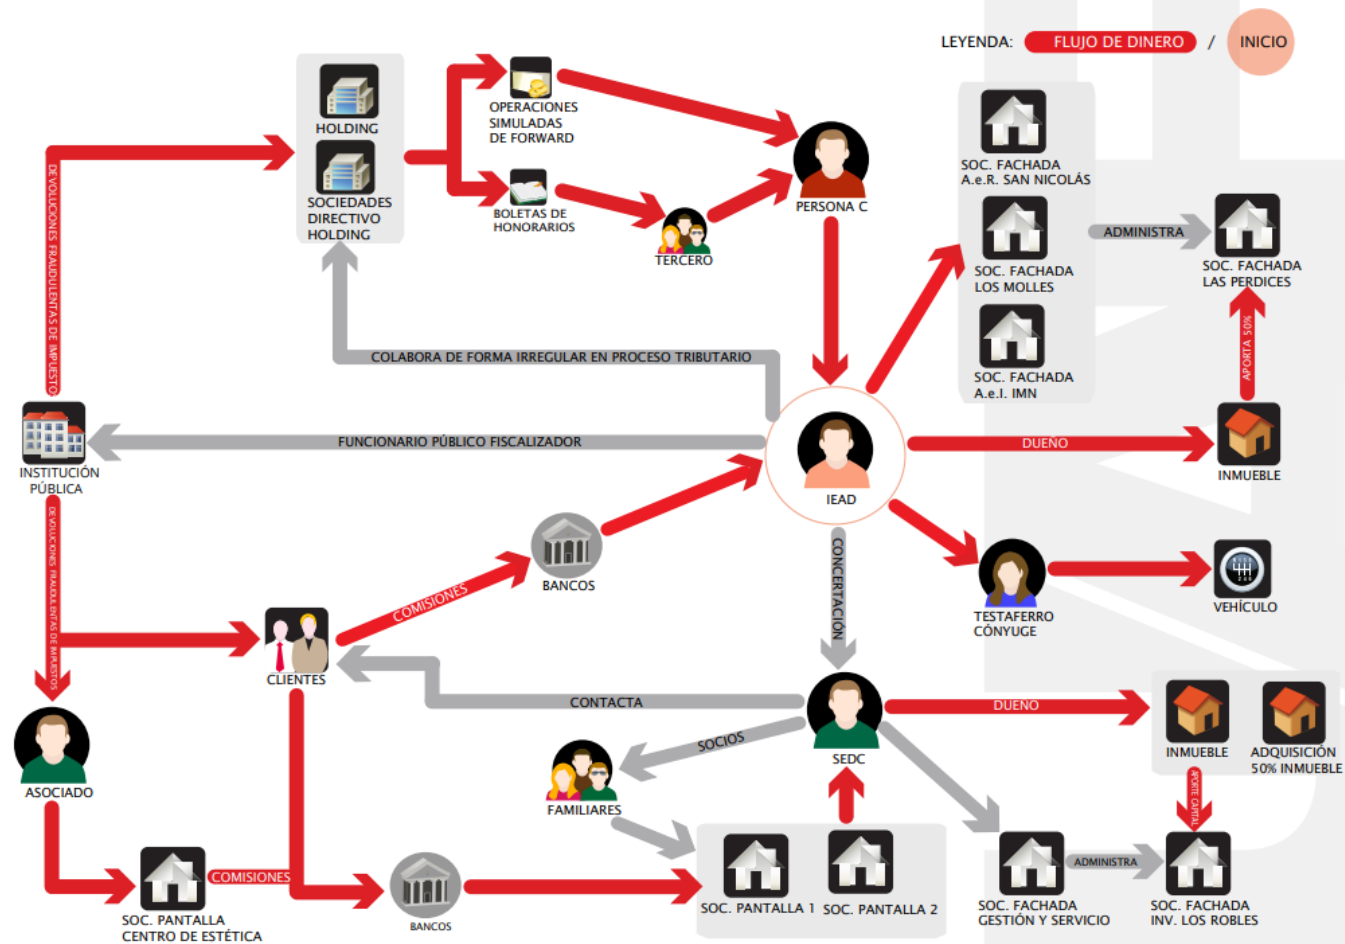 LEYENDA: FLUJO DE DINERO / INICIO
HOLDING
SOCIEDADES
DIRECTIVO
HOLDING
OPERACIONES
SIMULADAS
DE FORWARD
BOLETAS DE
HONORARIOS
TERCERO
PERSONA C
SOC. FACHADA
A.e.R. SAN NICOLÁS
SOC. FACHADA
LOS MOLLES
SOC. FACHADA
A.e.I. IMN
ADMINISTRA
SOC. FACHADA
LAS PERDICES
APORTA 50%
DEVOLUCIONES FRAUDULENTAS DE IMPUESTO
COLABORA DE FORMA IRREGULAR EN PROCESO TRIBUTARIO
FUNCIONARIO PÚBLICO FISCALIZADOR
INSTITUCIÓN
PÚBLICA
IEAD
DUEÑO
INMUEBLE
DEVOLUCIONES FRAUDULENTAS DE IMPUESTOS
BANCOS
COMISIONES
CONCERTACIÓN
TESTAFERRO
CÓNYUGE
VEHÍCULO
CLIENTES
CONTACTA
SEDC
DUEÑO
INMUEBLE
ADQUISICIÓN
50% INMUEBLE
SOCIOS
FAMILIARES
ASOCIADO
APORTE CAPITAL
COMISIONES
SOC. PANTALLA
CENTRO DE ESTÉTICA
BANCOS
SOC. PANTALLA 1
SOC. PANTALLA 2
ADMINISTRA
SOC. FACHADA
GESTIÓN Y SERVICIO
SOC. FACHADA
INV. LOS ROBLES